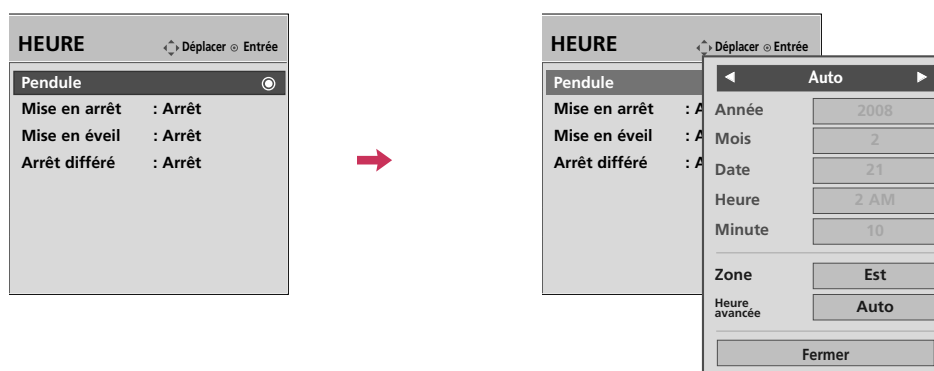 HEURE Déplacer Entrée
Pendule
Mise en arrêt : Arrêt
Mise en éveil : Arrêt
Arrêt différé : Arrêt
HEURE Déplacer Entrée
Pendule
Mise en arrêt : A
Mise en éveil : A
Arrêt différé : A
Auto
Année 2008
Mois 2
Date 21
Heure 2 AM
Minute 10
Zone Est
Heure
avancée Auto
Fermer